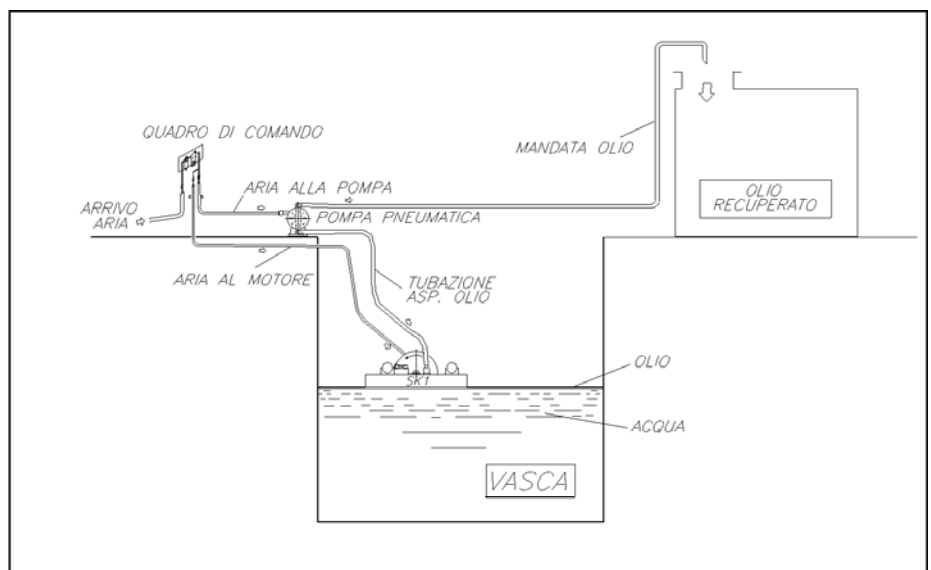 QUADRO DI COMANDO
MANDATA OLIO
ARIA ALLA POMPA
OLIO
RECUPERATO
ARRIVO
ARIA
POMPA PNEUMATICA
ARIA AL MOTORE
TUBAZIONE
ASP. OLIO
SK1
OLIO
ACQUA
VASCA